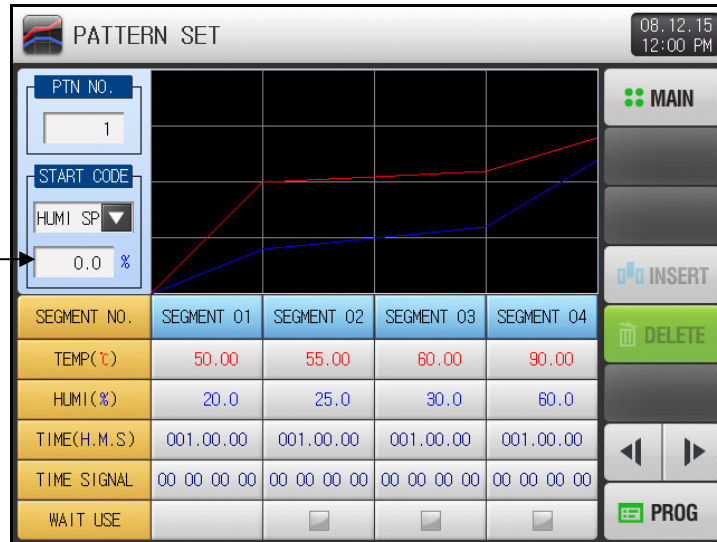 PATTERN SET
08.12.15
12:00 PM
PTN NO.
1
START CODE
HUMI SP
0.0 %
MAIN
INSERT
DELETE
PROG
SEGMENT NO. SEGMENT 01 SEGMENT 02 SEGMENT 03 SEGMENT 04
TEMP(℃) 50.00 55.00 60.00 90.00
HUMI(%) 20.0 25.0 30.0 60.0
TIME(H.M.S) 001.00.00 001.00.00 001.00.00 001.00.00
TIME SIGNAL 00 00 00 00 00 00 00 00 00 00 00 00 00 00 00 00
WAIT USE